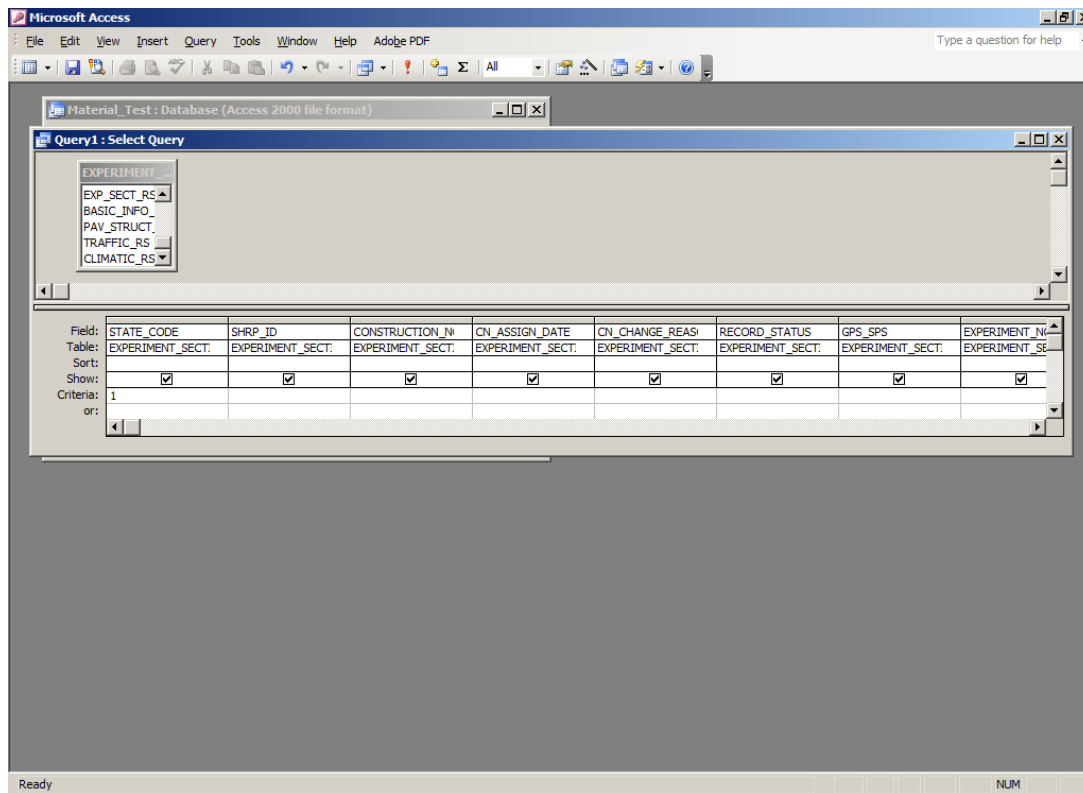 Microsoft Access
File Edit View Insert Query Tools Window Help Adobe PDF Type a question for help
ABC Σ All
Material_Test : Database (Access 2000 file format)
Query1 : Select Query
EXPERIMENT_...
EXP_SECT_RS
BASIC_INFO_
PAV_STRUCT_
TRAFFIC_RS
CLIMATIC_RS
Field: STATE_CODE SHRP_ID CONSTRUCTION_N CN_ASSIGN_DATE CN_CHANGE_REAS RECORD_STATUS GPS_SPS EXPERIMENT_N
Table: EXPERIMENT_SECT EXPERIMENT_SECT EXPERIMENT_SECT EXPERIMENT_SECT EXPERIMENT_SECT EXPERIMENT_SECT EXPERIMENT_SECT EXPERIMENT_SE
Sort:
Show:
Criteria: 1
or:
Ready NUM